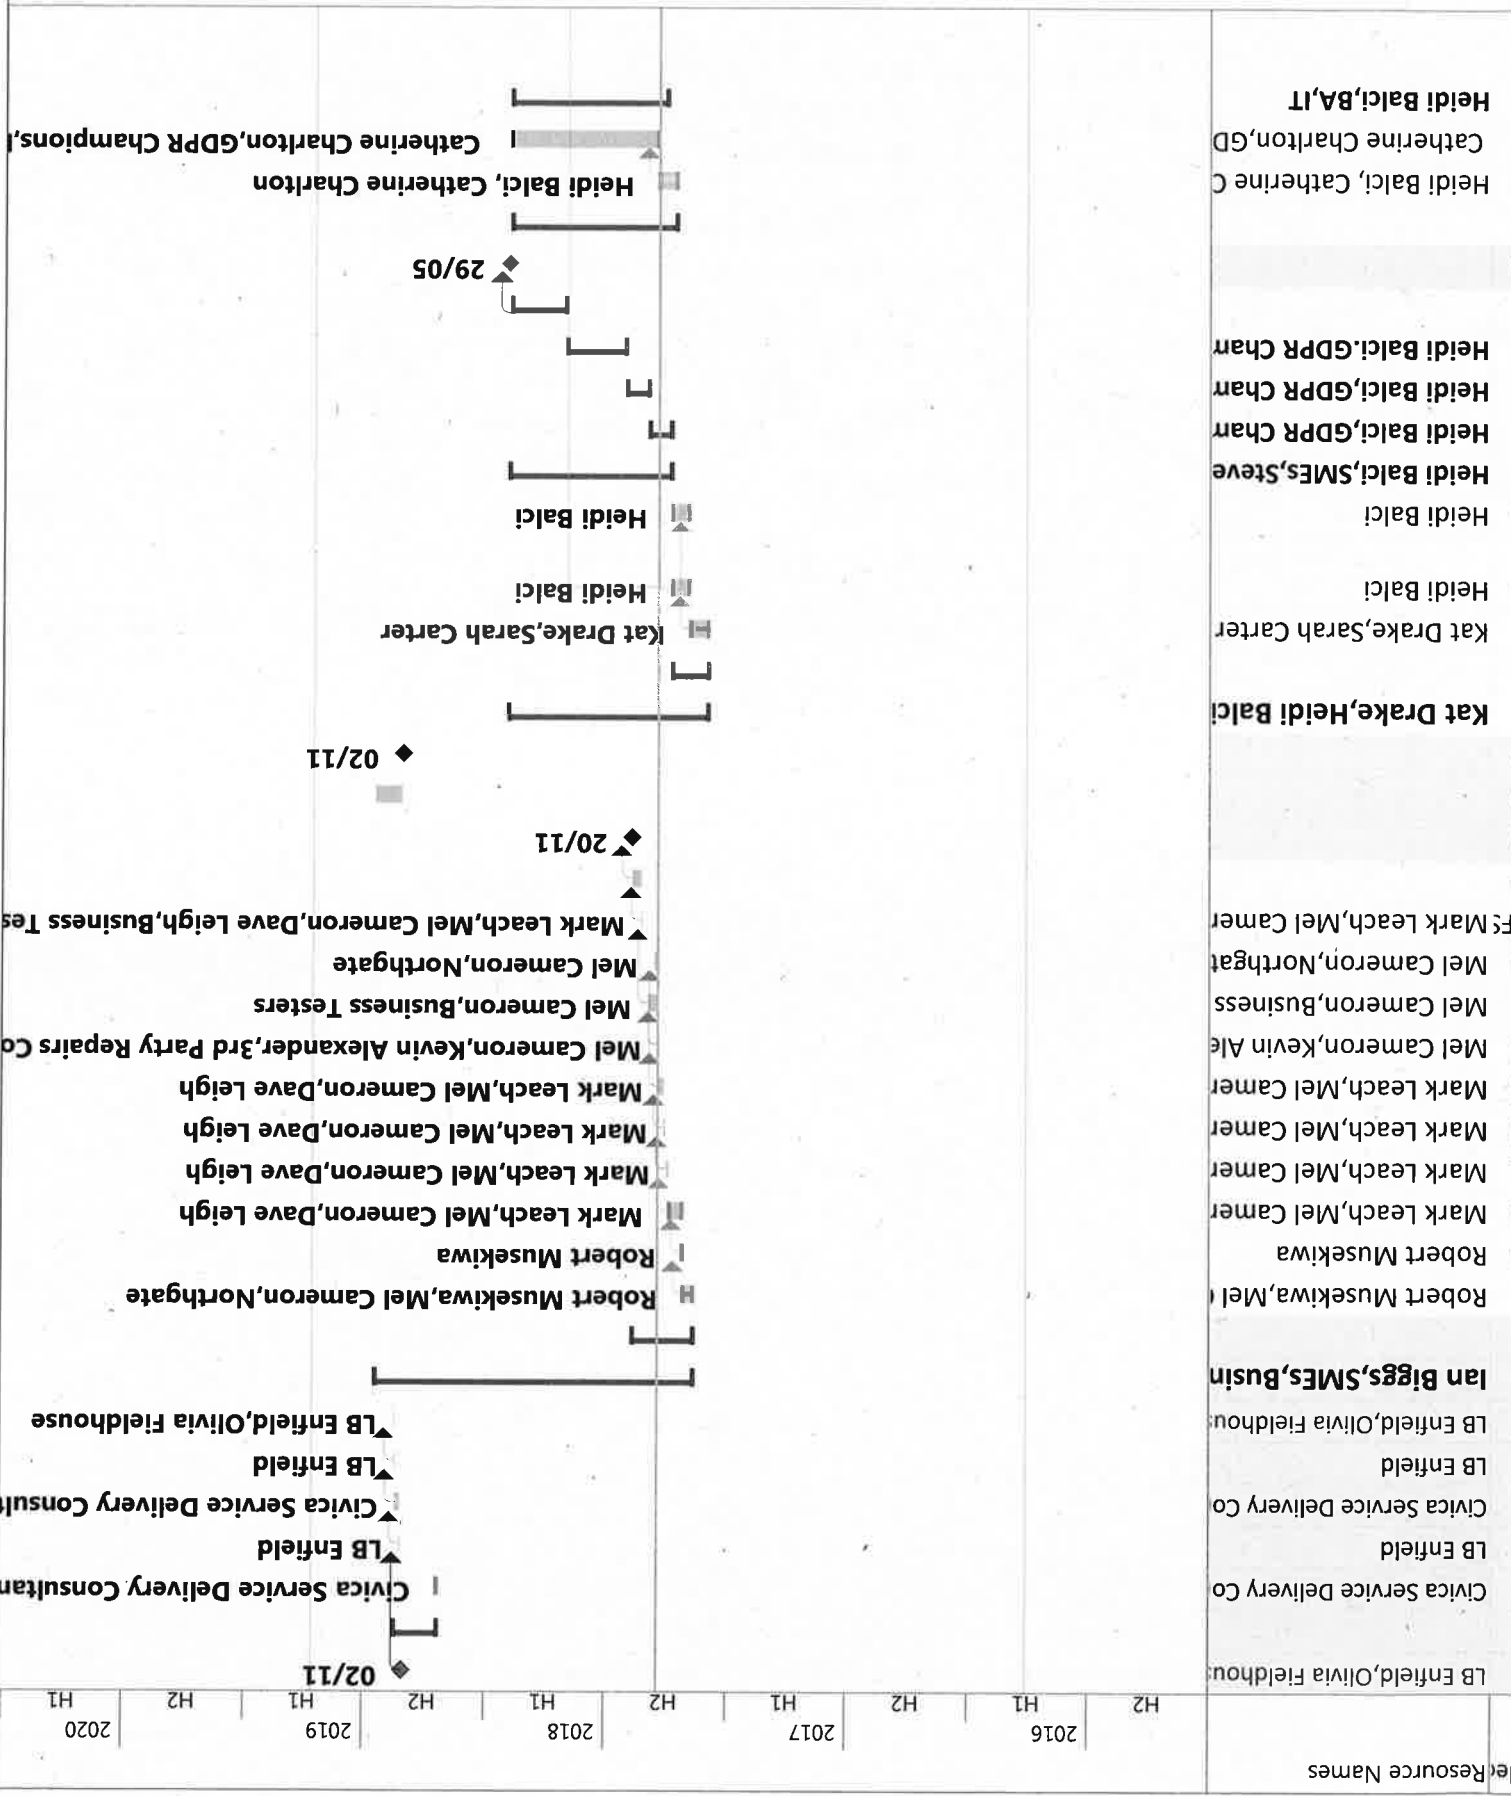 Resource Names
2016 2017 2018 2019 2020
H2 H1 H2 H1 H2 H1 H2 H1 H2 H1
LB Enfield,Olivia Fieldhou 02/11
Civica Service Delivery Co Civica Service Delivery Consultan
LB Enfield LB Enfield
Civica Service Delivery Co Civica Service Delivery Consult
LB Enfield LB Enfield
LB Enfield,Olivia Fieldhou LB Enfield,Olivia Fieldhouse
Ian Biggs,SMEs,Busin
Robert Musekiwa,Mel Robert Musekiwa,Mel Cameron,Northgate
Robert Musekiwa Robert Musekiwa
Mark Leach,Mel Camer Mark Leach,Mel Cameron,Dave Leigh
Mark Leach,Mel Camer Mark Leach,Mel Cameron,Dave Leigh
Mark Leach,Mel Camer Mark Leach,Mel Cameron,Dave Leigh
Mark Leach,Mel Camer Mark Leach,Mel Cameron,Dave Leigh
Mel Cameron,Kevin Ale Mel Cameron,Kevin Alexander,3rd Party Repairs Co
Mel Cameron,Business Mel Cameron,Business Testers
Mel Cameron,Northgat Mel Cameron,Northgate
Mark Leach,Mel Camer Mark Leach,Mel Cameron,Dave Leigh,Business Tes
20/11
02/11
Kat Drake,Heidi Balci
Kat Drake,Sarah Carter Kat Drake,Sarah Carter
Heidi Balci Heidi Balci
Heidi Balci Heidi Balci
Heidi Balci,SMEs,Steve
Heidi Balci,GDPR Cham
Heidi Balci,GDPR Cham
Heidi Balci.GDPR Cham
29/05
Heidi Balci, Catherine C Heidi Balci, Catherine Charlton
Catherine Charlton,GD Catherine Charlton,GDPR Champions,
Heidi Balci,BA,IT